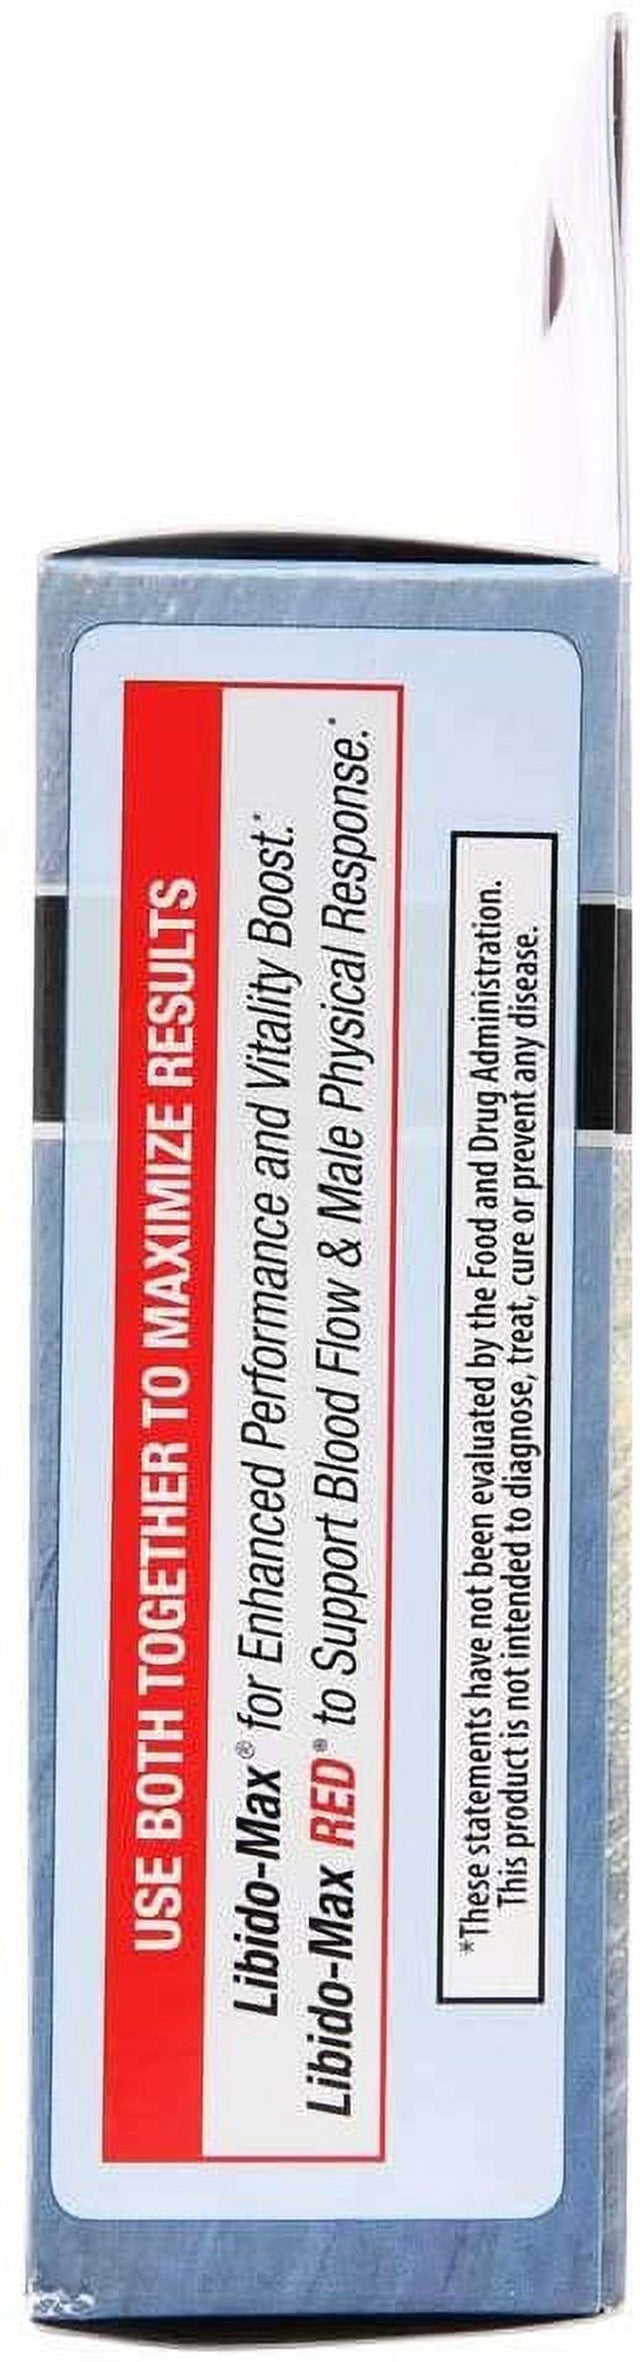 USE BOTH TOGETHER TO MAXIMIZE RESULTS
Libido-Max® for Enhanced Performance and Vitality Boost.*
Libido-Max RED® to Support Blood Flow & Male Physical Response.*
*These statements have not been evaluated by the Food and Drug Administration.
This product is not intended to diagnose, treat, cure or prevent any disease.